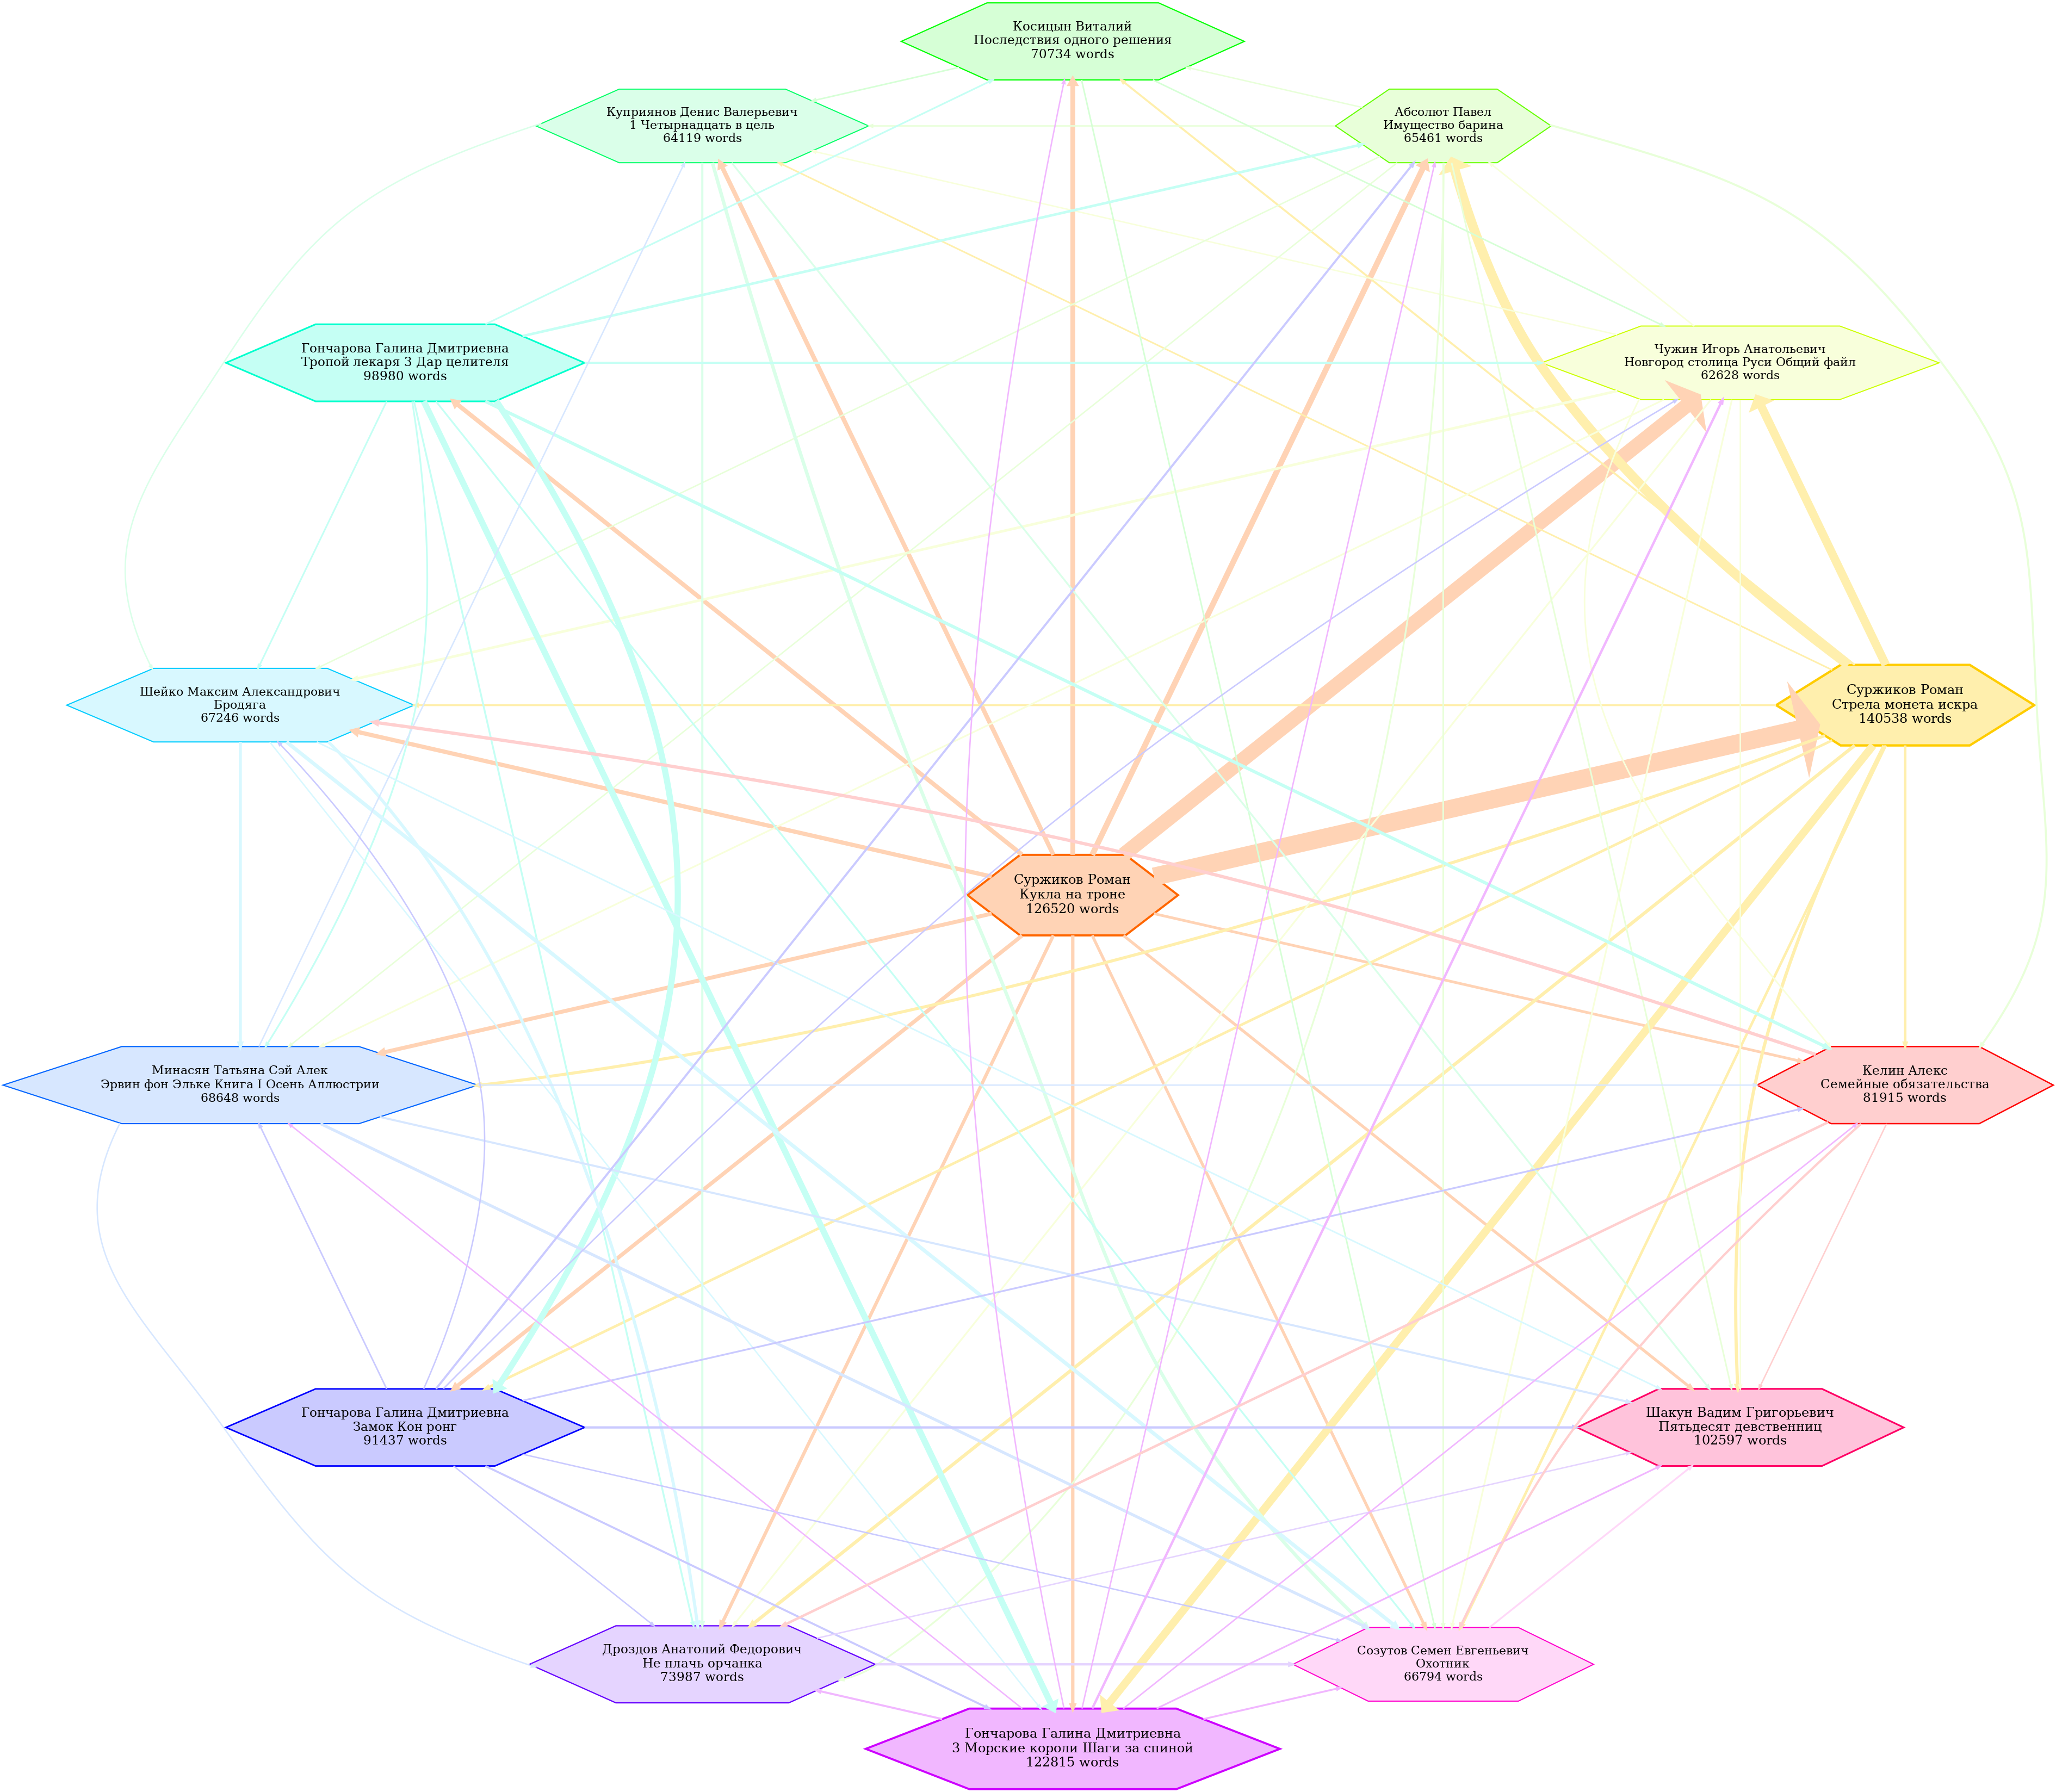 Косицын Виталий
Последствия одного решения
70734 words
Куприянов Денис Валерьевич
1 Четырнадцать в цель
64119 words
Абсолют Павел
Имущество барина
65461 words
Гончарова Галина Дмитриевна
Тропой лекаря 3 Дар целителя
98980 words
Чужин Игорь Анатольевич
Новгород столица Руси Общий файл
62628 words
Шейко Максим Александрович
Бродяга
67246 words
Суржиков Роман
Стрела монета искра
140538 words
Суржиков Роман
Кукла на троне
126520 words
Минасян Татьяна Сэй Алек
Эрвин фон Эльке Книга I Осень Аллюстрии
68648 words
Келин Алекс
Семейные обязательства
81915 words
Гончарова Галина Дмитриевна
Замок Кон ронг
91437 words
Шакун Вадим Григорьевич
Пятьдесят девственниц
102597 words
Дроздов Анатолий Федорович
Не плачь орчанка
73987 words
Созутов Семен Евгеньевич
Охотник
66794 words
Гончарова Галина Дмитриевна
3 Морские короли Шаги за спиной
122815 words